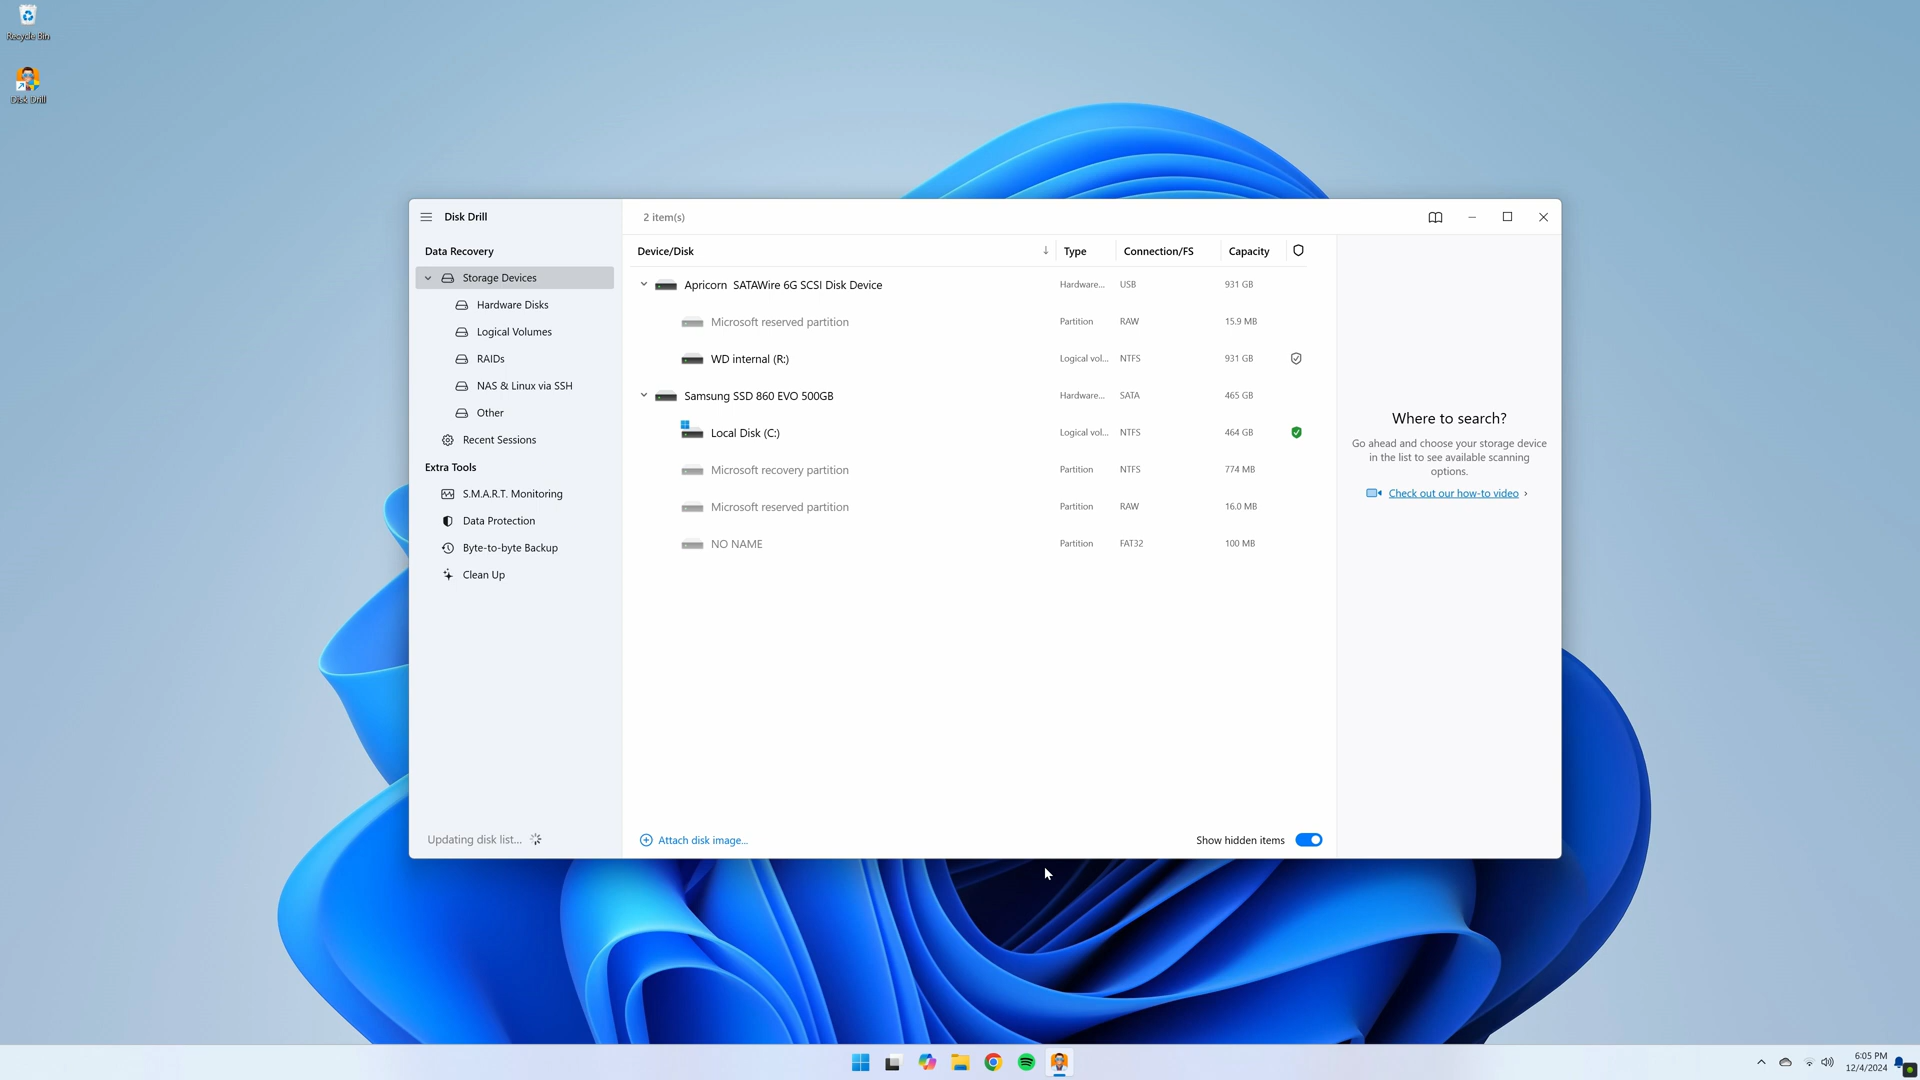 Recycle Bin
Disk Drill
Disk Drill
2 item(s)
Data Recovery
Storage Devices
Hardware Disks
Logical Volumes
RAIDs
NAS & Linux via SSH
Other
Recent Sessions
Extra Tools
S.M.A.R.T. Monitoring
Data Protection
Byte-to-byte Backup
Clean Up
Updating disk list...
Device/Disk Type Connection/FS Capacity
Apricorn SATAWire 6G SCSI Disk Device Hardware... USB 931 GB
Microsoft reserved partition Partition RAW 15.9 MB
WD internal (R:) Logical vol... NTFS 931 GB
Samsung SSD 860 EVO 500GB Hardware... SATA 465 GB
Local Disk (C:) Logical vol... NTFS 464 GB
Microsoft recovery partition Partition NTFS 774 MB
Microsoft reserved partition Partition RAW 16.0 MB
NO NAME Partition FAT32 100 MB
Attach disk image...
Show hidden items
Where to search?
Go ahead and choose your storage device
in the list to see available scanning
options.
Check out our how-to video ›
6:05 PM
12/4/2024